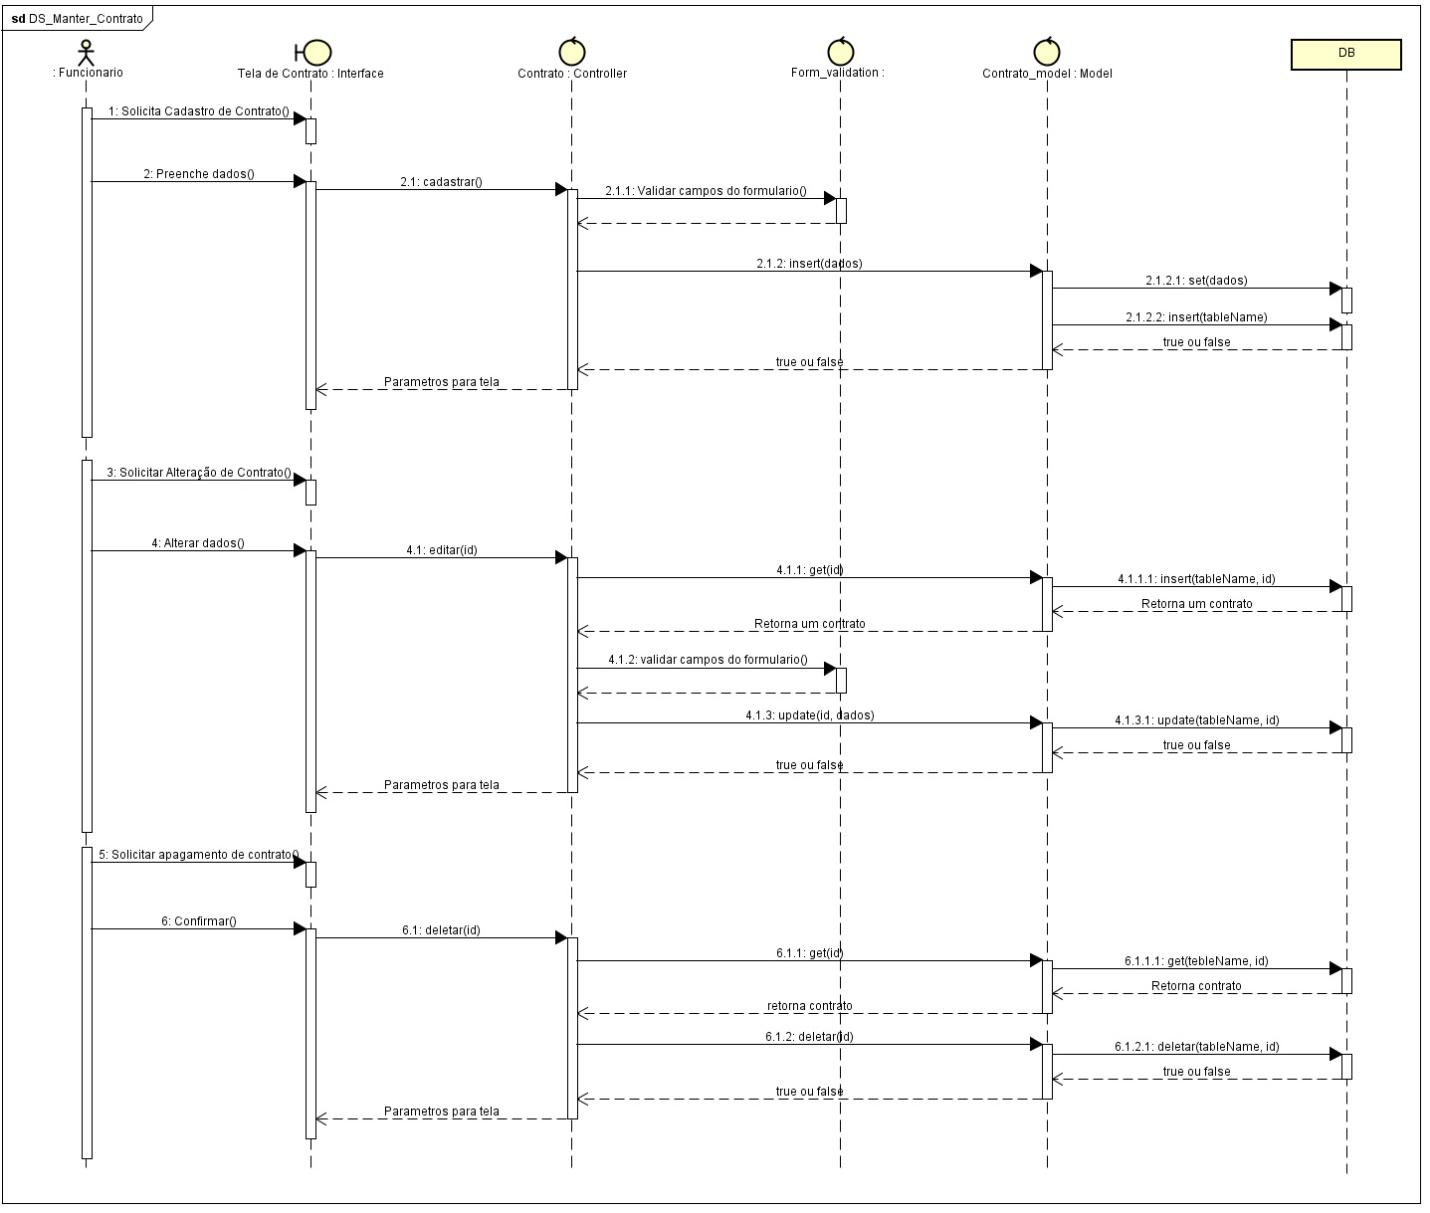 sd DS_Manter_Contrato
: Funcionario
Tela de Contrato : Interface
Contrato : Controller
Form_validation :
Contrato_model : Model
DB
1: Solicita Cadastro de Contrato()
2: Preenche dados()
2.1: cadastrar()
2.1.1: Validar campos do formulario()
2.1.2: insert(dados)
2.1.2.1: set(dados)
2.1.2.2: insert(tableName)
true ou false
true ou false
Parametros para tela
3: Solicitar Alteração de Contrato()
4: Alterar dados()
4.1: editar(id)
4.1.1: get(id)
4.1.1.1: insert(tableName, id)
Retorna um contrato
Retorna um contrato
4.1.2: validar campos do formulario()
4.1.3: update(id, dados)
4.1.3.1: update(tableName, id)
true ou false
true ou false
Parametros para tela
5: Solicitar apagamento de contrato()
6: Confirmar()
6.1: deletar(id)
6.1.1: get(id)
6.1.1.1: get(tebleName, id)
Retorna contrato
retorna contrato
6.1.2: deletar(id)
6.1.2.1: deletar(tableName, id)
true ou false
true ou false
Parametros para tela